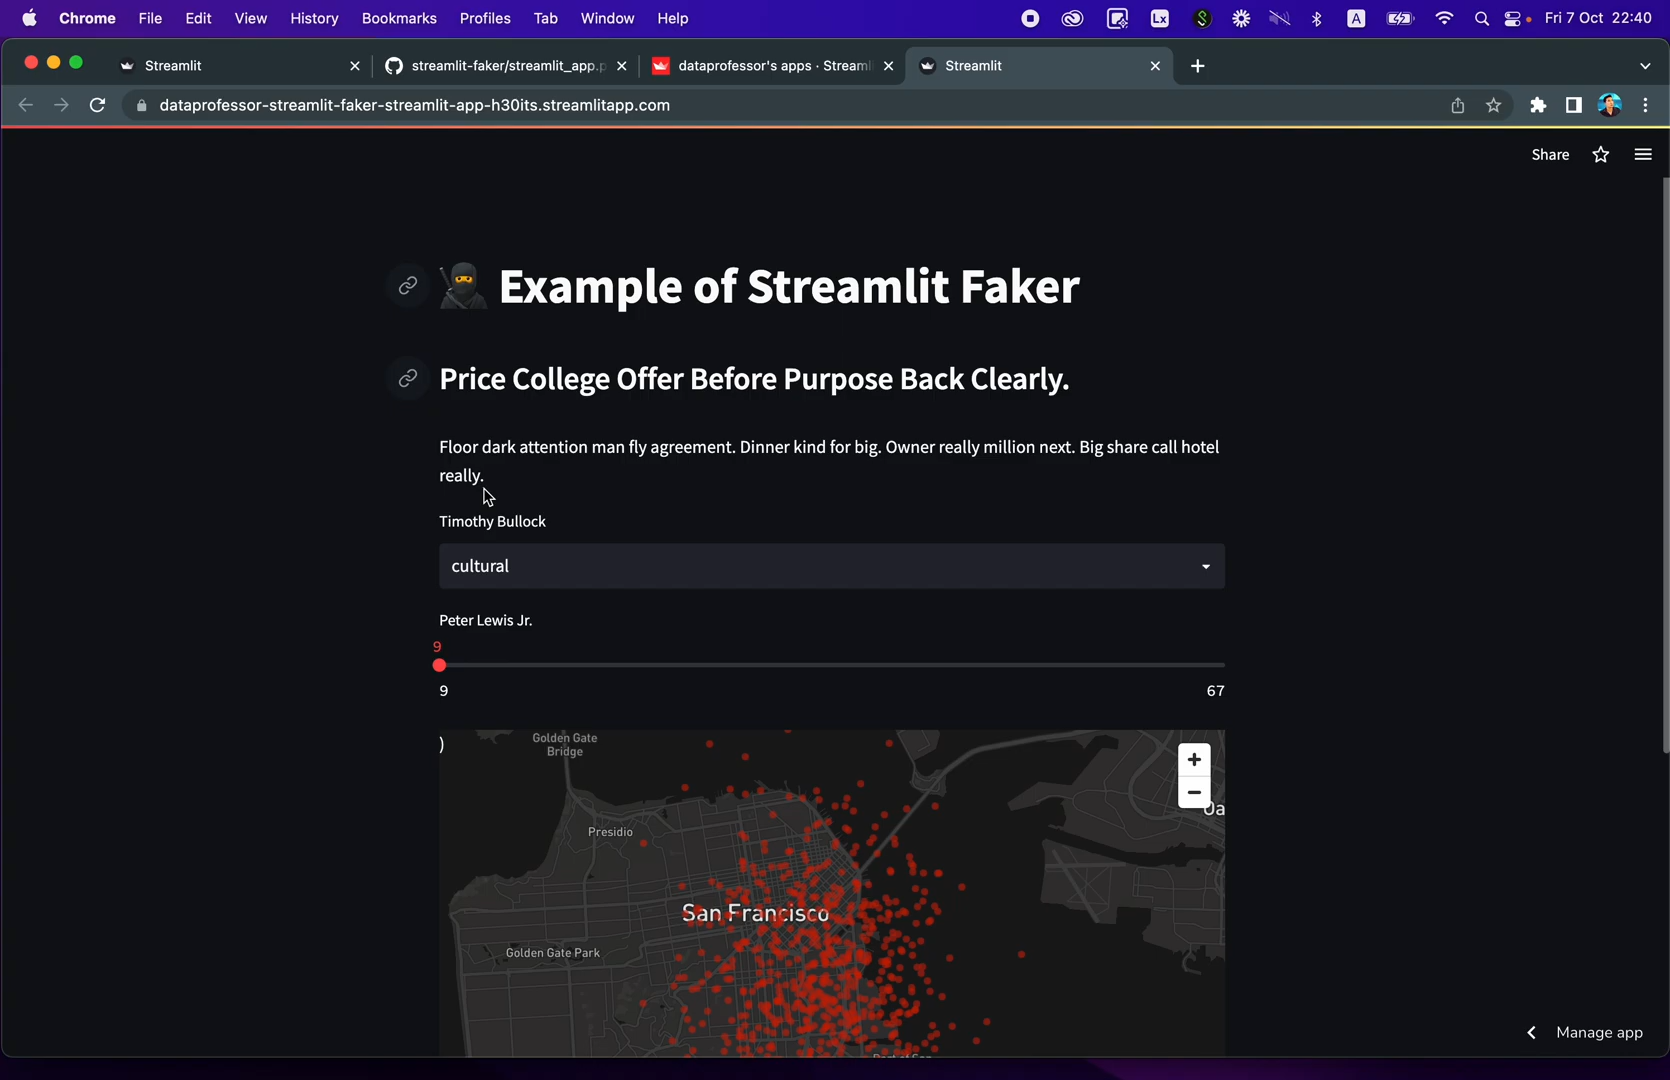 Chrome File Edit View History Bookmarks Profiles Tab Window Help Lx S A Fri 7 Oct 22:40
Streamlit streamlit-faker/streamlit_app.p dataprofessor's apps · Streaml Streamlit
dataprofessor-streamlit-faker-streamlit-app-h30its.streamlitapp.com
Share
Example of Streamlit Faker
Price College Offer Before Purpose Back Clearly.
Floor dark attention man fly agreement. Dinner kind for big. Owner really million next. Big share call hotel
really.
Timothy Bullock
cultural
Peter Lewis Jr.
9
9 67
)
Golden Gate
Bridge
+
−
Oa
Presidio
San Francisco
Golden Gate Park
Manage app